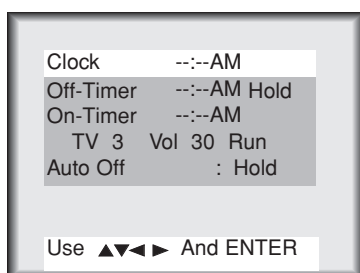 Clock --:--AM
Off-Timer --:--AM Hold
On-Timer --:--AM
TV 3 Vol 30 Run
Auto Off : Hold
Use ▲▼◄ ► And ENTER